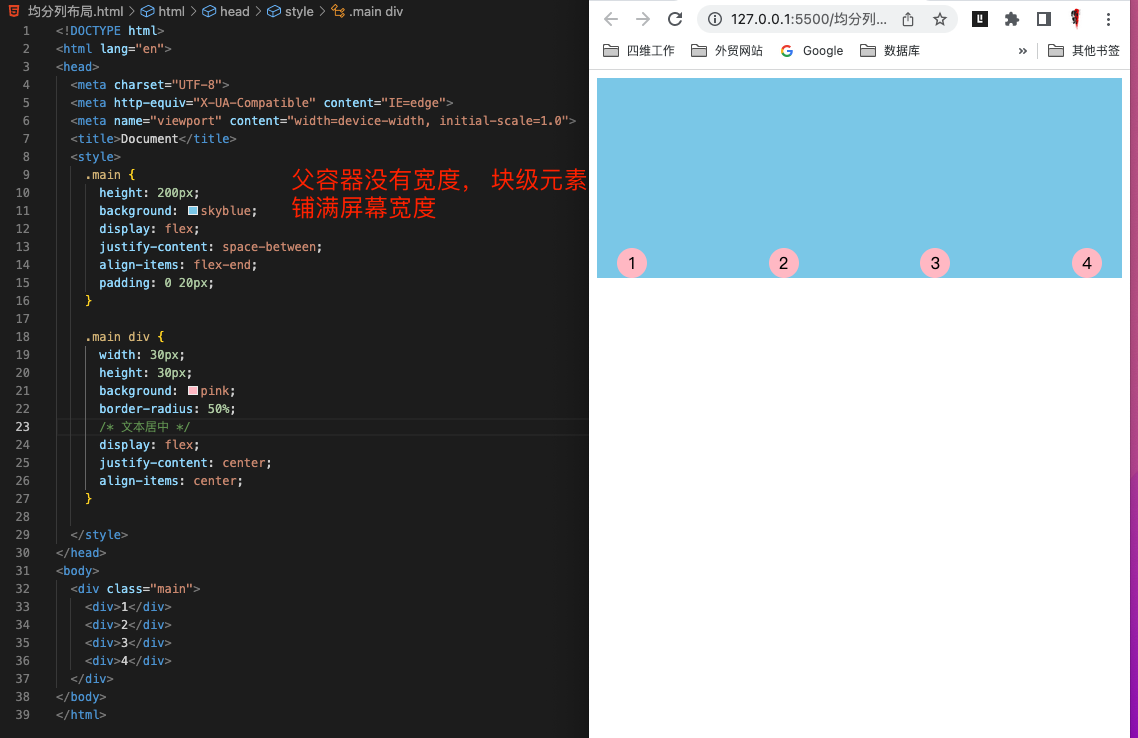 均分列布局.html > html > head > style > .main div
1 <!DOCTYPE html>
2 <html lang="en">
3 <head>
4 <meta charset="UTF-8">
5 <meta http-equiv="X-UA-Compatible" content="IE=edge">
6 <meta name="viewport" content="width=device-width, initial-scale=1.0">
7 <title>Document</title>
8 <style>
9 .main {
10 height: 200px;
11 background: skyblue;
12 display: flex;
13 justify-content: space-between;
14 align-items: flex-end;
15 padding: 0 20px;
16 }
17
18 .main div {
19 width: 30px;
20 height: 30px;
21 background: pink;
22 border-radius: 50%;
23 /* 文本居中 */
24 display: flex;
25 justify-content: center;
26 align-items: center;
27 }
28
29 </style>
30 </head>
31 <body>
32 <div class="main">
33 <div>1</div>
34 <div>2</div>
35 <div>3</div>
36 <div>4</div>
37 </div>
38 </body>
39 </html>
父容器没有宽度， 块级元素
铺满屏幕宽度
127.0.0.1:5500/均分列...
四维工作 外贸网站 Google 数据库 » 其他书签
1 2 3 4